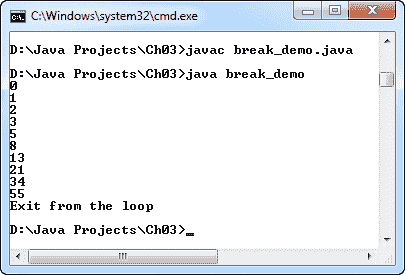 C:\Windows\system32\cmd.exe
D:\Java Projects\Ch03>javac break_demo.java
D:\Java Projects\Ch03>java break_demo
0
1
2
3
5
8
13
21
34
55
Exit from the loop
D:\Java Projects\Ch03>_